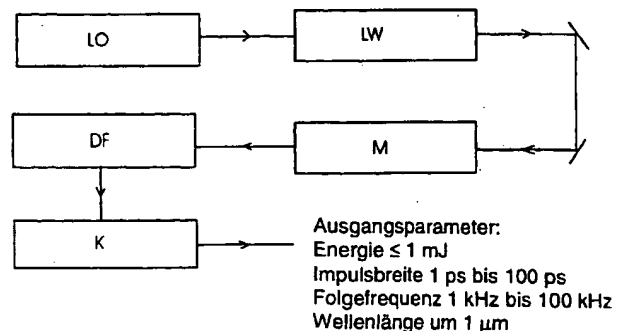 LO
LW
DF
M
K
Ausgangsparameter:
Energie ≤ 1 mJ
Impulsbreite 1 ps bis 100 ps
Folgefrequenz 1 kHz bis 100 kHz
Wellenlänge um 1 µm